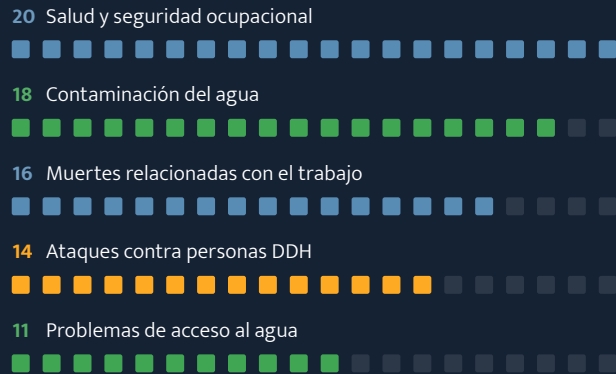 20 Salud y seguridad ocupacional
18 Contaminación del agua
16 Muertes relacionadas con el trabajo
14 Ataques contra personas DDH
11 Problemas de acceso al agua